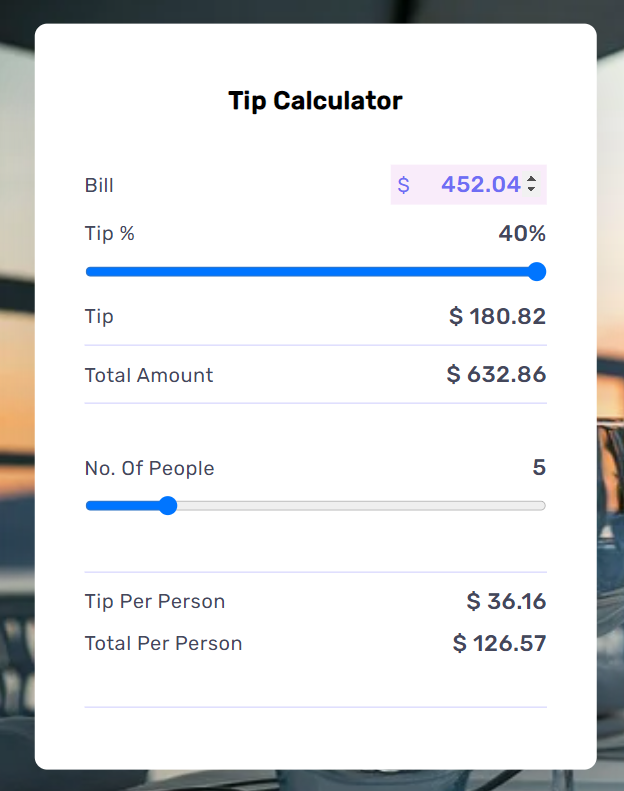 Tip Calculator
Bill $ 452.04
Tip % 40%
Tip $ 180.82
Total Amount $ 632.86
No. Of People 5
Tip Per Person $ 36.16
Total Per Person $ 126.57